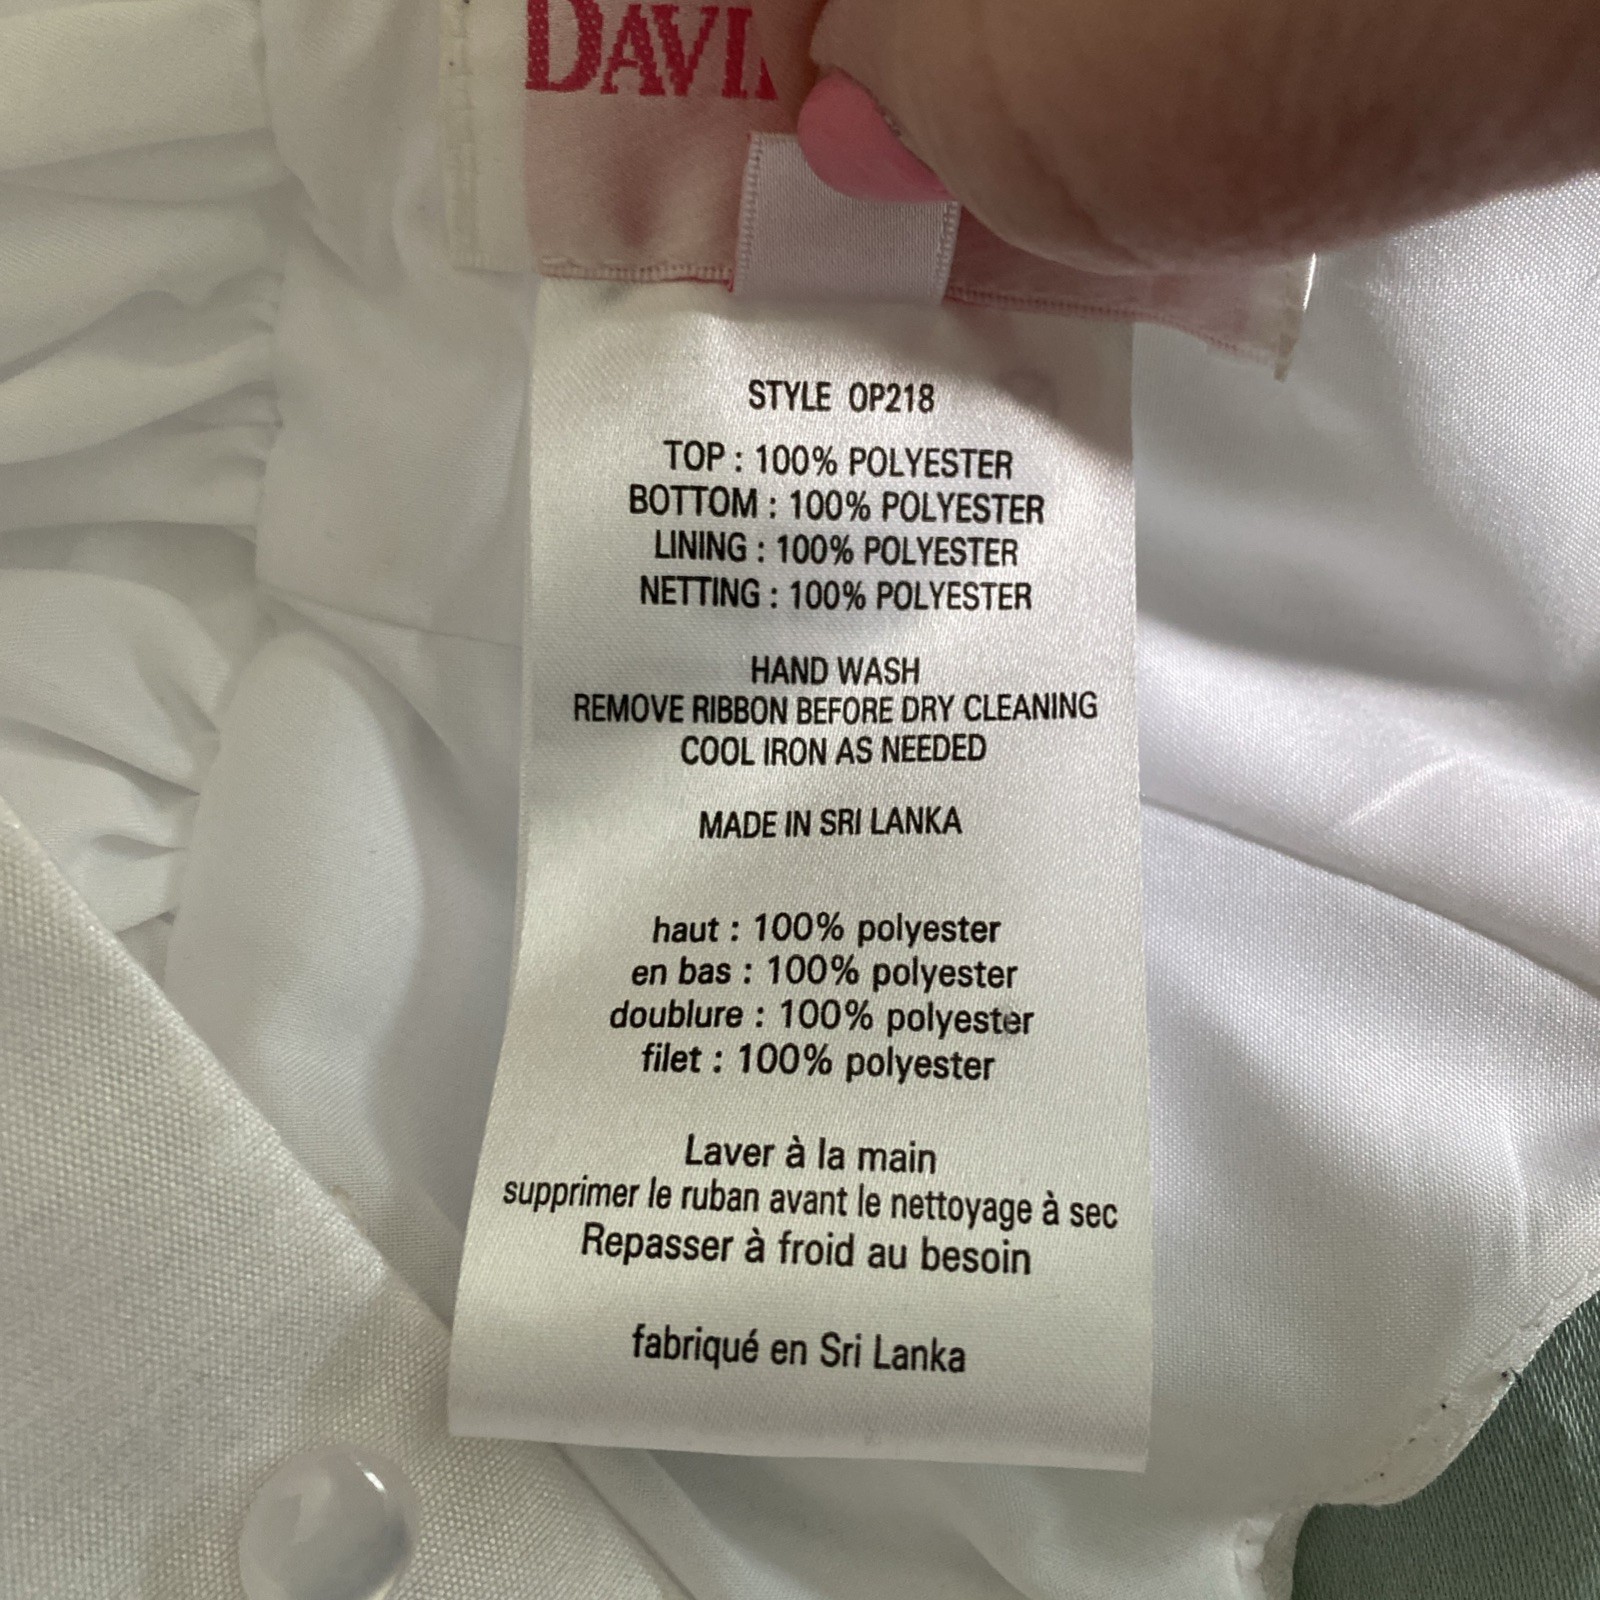 DAVI
STYLE OP218
TOP : 100% POLYESTER
BOTTOM : 100% POLYESTER
LINING : 100% POLYESTER
NETTING : 100% POLYESTER
HAND WASH
REMOVE RIBBON BEFORE DRY CLEANING
COOL IRON AS NEEDED
MADE IN SRI LANKA
haut : 100% polyester
en bas : 100% polyester
doublure : 100% polyester
filet : 100% polyester
Laver à la main
supprimer le ruban avant le nettoyage à sec
Repasser à froid au besoin
fabriqué en Sri Lanka